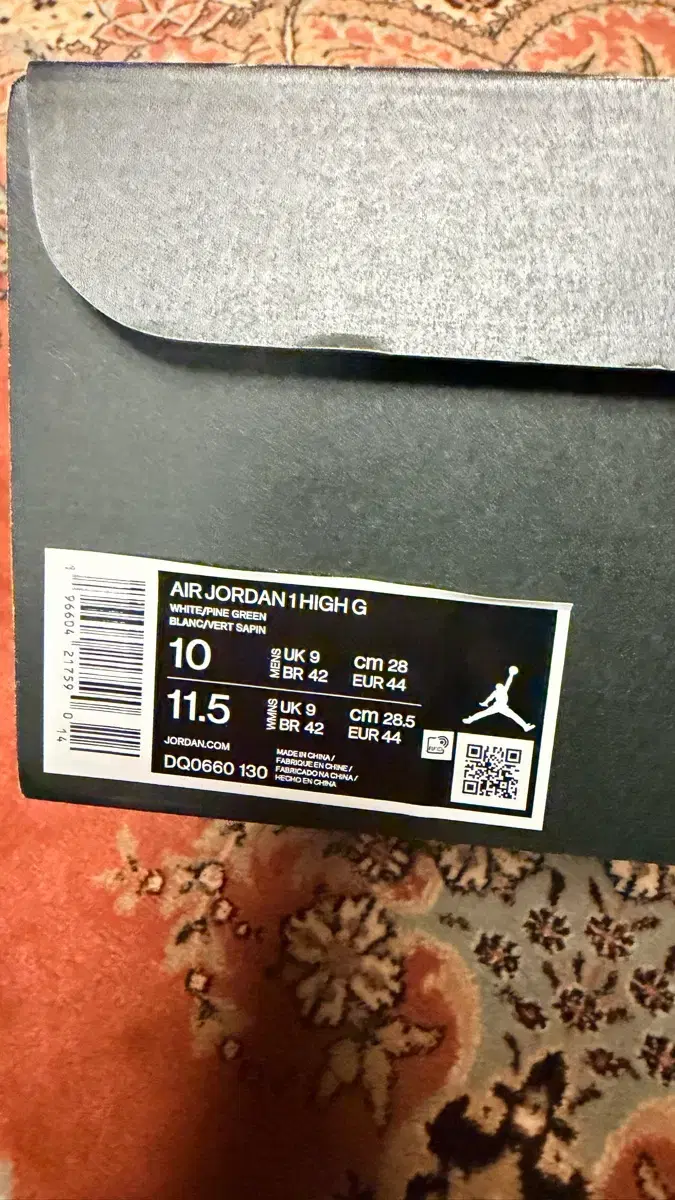 AIR JORDAN 1 HIGH G
WHITE/PINE GREEN
BLANC/VERT SAPIN
10
MENS
UK 9
BR 42
cm 28
EUR 44
11.5
WMNS
UK 9
BR 42
cm 28.5
EUR 44
JORDAN.COM
DQ0660 130
MADE IN CHINA /
FABRIQUE EN CHINE /
FABRICADO NA CHINA /
HECHO EN CHINA
RFID
1 96604 21759 0 14